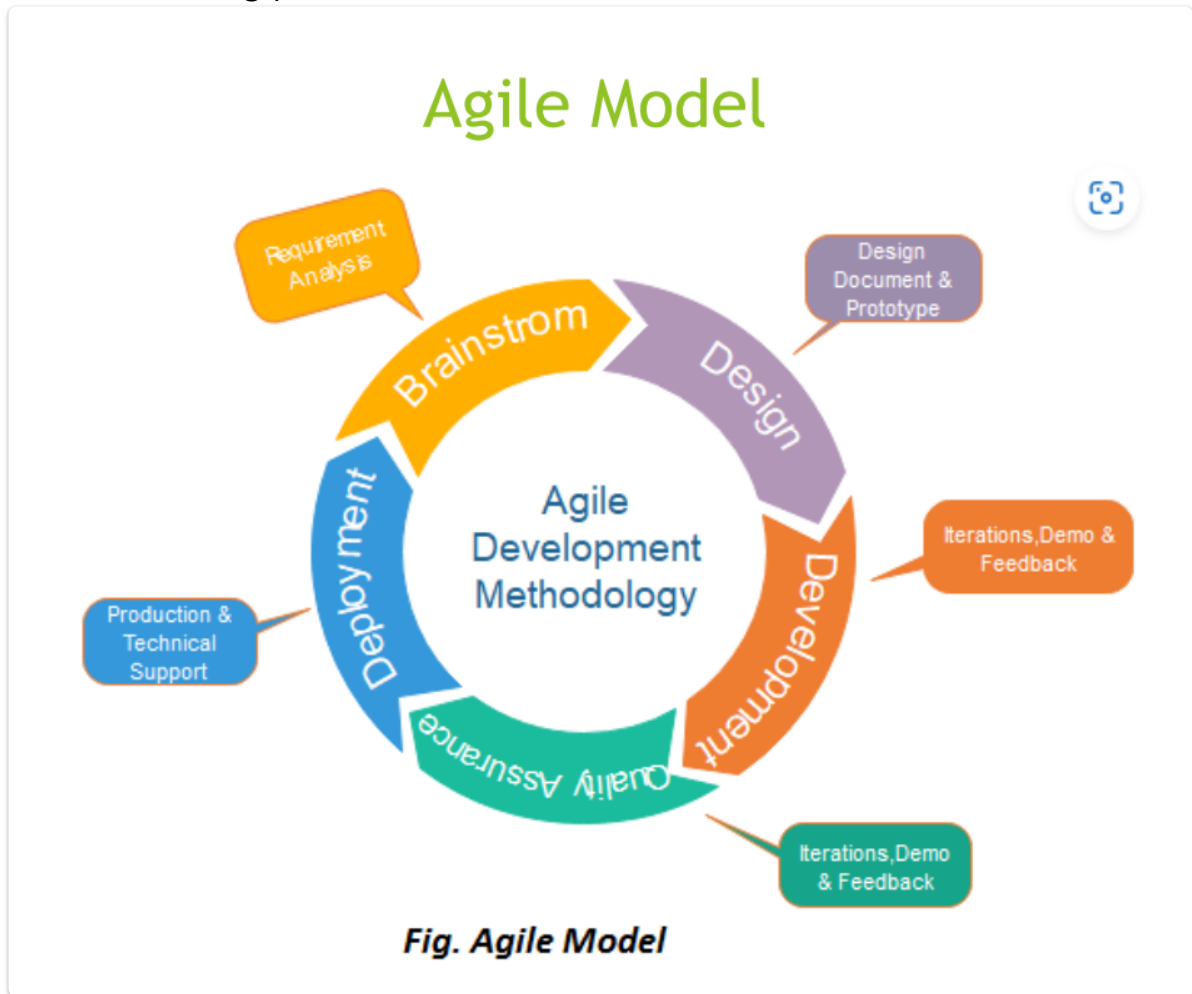 Agile Model
Requirement
Analysis
Design
Document &
Prototype
Brainstrom
Design
Agile
Development
Methodology
Iterations,Demo &
Feedback
Development
Deployment
Production &
Technical
Support
Quality Assurance
Iterations,Demo
& Feedback
Fig. Agile Model